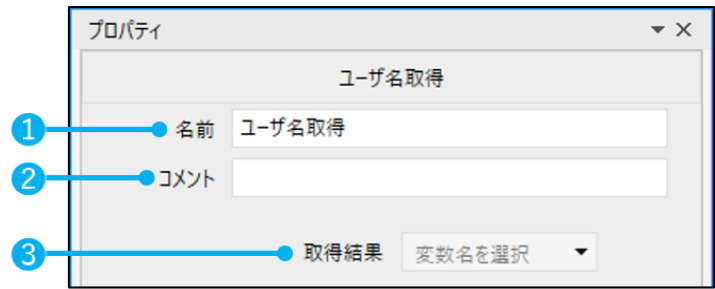 プロパティ
ユーザ名取得
1 名前 ユーザ名取得
2 コメント
3 取得結果 変数名を選択